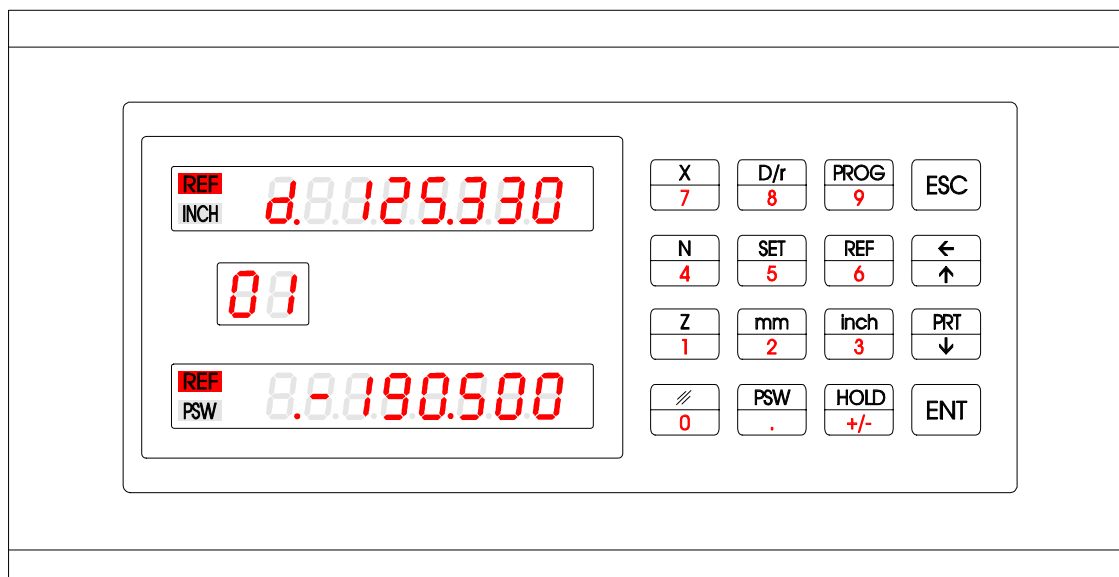 REF
INCH
d. 125.330
01
REF
PSW
.-190.500
X
7
D/r
8
PROG
9
ESC
N
4
SET
5
REF
6
←
↑
Z
1
mm
2
inch
3
PRT
↓
//
0
PSW
.
HOLD
+/-
ENT